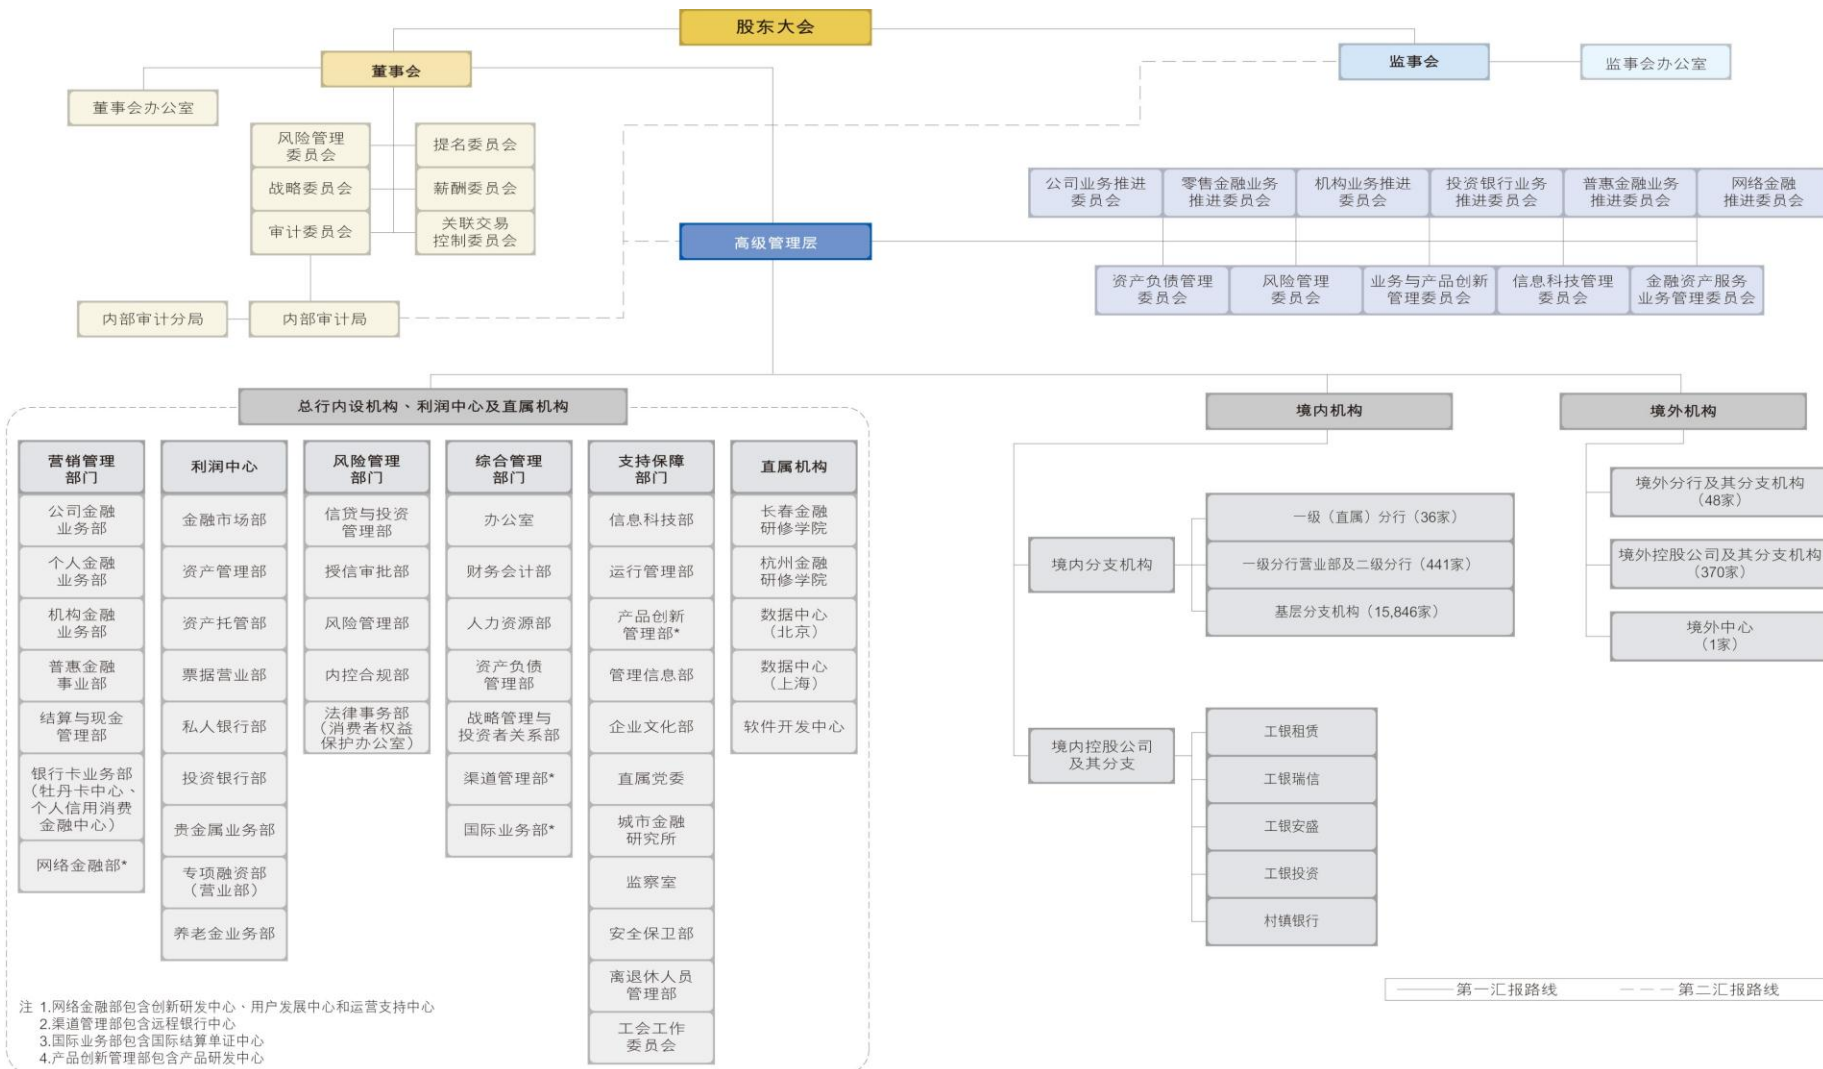 股东大会
董事会
监事会
监事会办公室
董事会办公室
风险管理
委员会
提名委员会
战略委员会
薪酬委员会
审计委员会
关联交易
控制委员会
内部审计分局
内部审计局
高级管理层
公司业务推进
委员会
零售金融业务
推进委员会
机构业务推进
委员会
投资银行业务
推进委员会
普惠金融业务
推进委员会
网络金融
推进委员会
资产负债管理
委员会
风险管理
委员会
业务与产品创新
管理委员会
信息科技管理
委员会
金融资产服务
业务管理委员会
总行内设机构、利润中心及直属机构
营销管理
部门
公司金融
业务部
个人金融
业务部
机构金融
业务部
普惠金融
事业部
结算与现金
管理部
银行卡业务部
(牡丹卡中心、
个人信用消费
金融中心)
网络金融部*
利润中心
金融市场部
资产管理部
资产托管部
票据营业部
私人银行部
投资银行部
贵金属业务部
专项融资部
(营业部)
养老金业务部
风险管理
部门
信贷与投资
管理部
授信审批部
风险管理部
内控合规部
法律事务部
(消费者权益
保护办公室)
综合管理
部门
办公室
财务会计部
人力资源部
资产负债
管理部
战略管理与
投资者关系部
渠道管理部*
国际业务部*
支持保障
部门
信息科技部
运行管理部
产品创新
管理部*
管理信息部
企业文化部
直属党委
城市金融
研究所
监察室
安全保卫部
离退休人员
管理部
工会工作
委员会
直属机构
长春金融
研修学院
杭州金融
研修学院
数据中心
(北京)
数据中心
(上海)
软件开发中心
注 1.网络金融部包含创新研发中心、用户发展中心和运营支持中心
2.渠道管理部包含远程银行中心
3.国际业务部包含国际结算单证中心
4.产品创新管理部包含产品研发中心
境内机构
境内分支机构
一级(直属)分行(36家)
一级分行营业部及二级分行(441家)
基层分支机构(15,846家)
境内控股公司
及其分支
工银租赁
工银瑞信
工银安盛
工银投资
村镇银行
境外机构
境外分行及其分支机构
(48家)
境外控股公司及其分支机构
(370家)
境外中心
(1家)
第一汇报路线
第二汇报路线